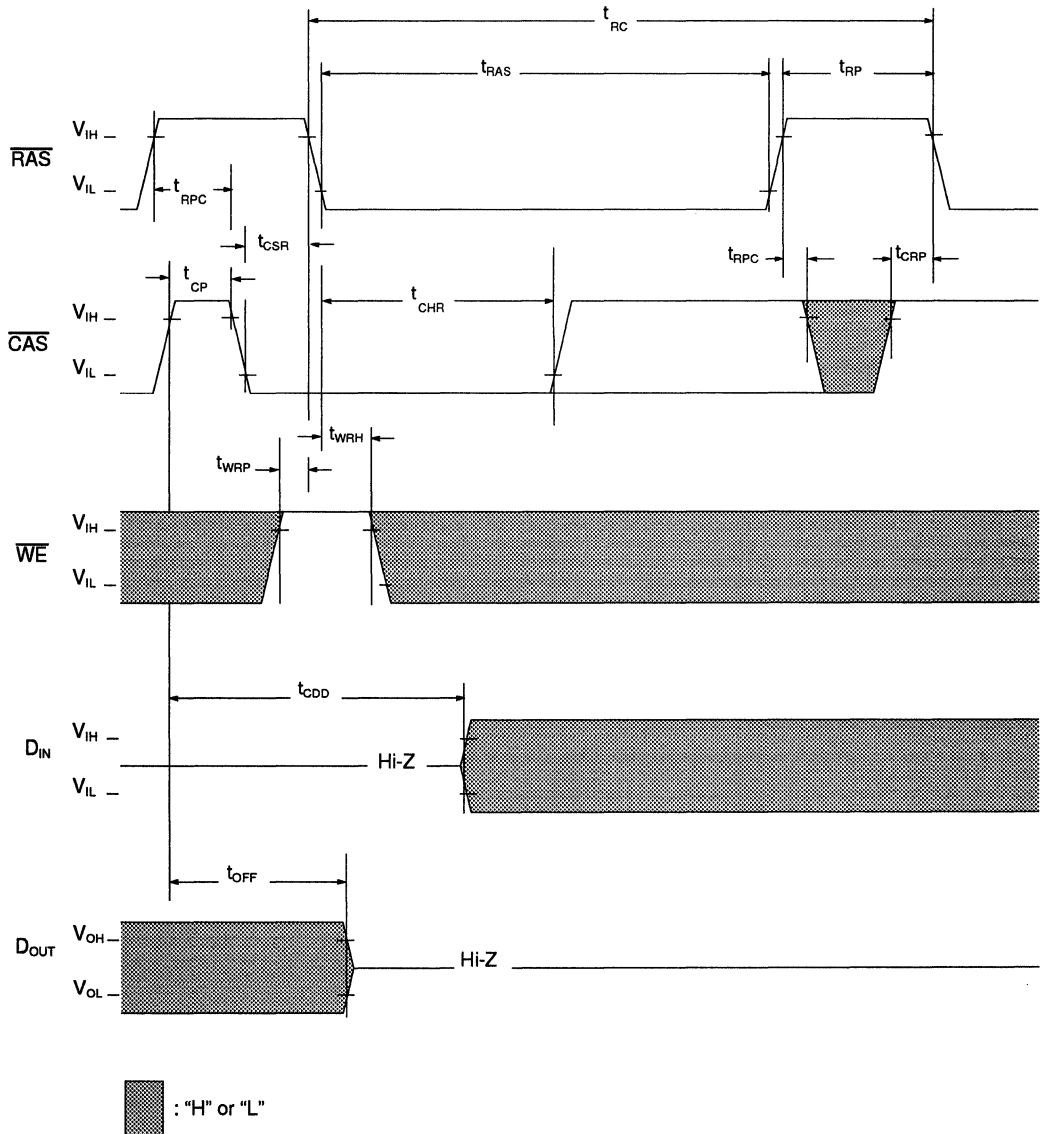 tRC
tRAS
tRP
RAS
VIH
VIL
tRPC
tCSR
tCP
tRPC
tCRP
tCHR
CAS
VIH
VIL
tWRH
tWRP
WE
VIH
VIL
tCDD
DIN
VIH
VIL
Hi-Z
tOFF
DOUT
VOH
VOL
Hi-Z
: "H" or "L"